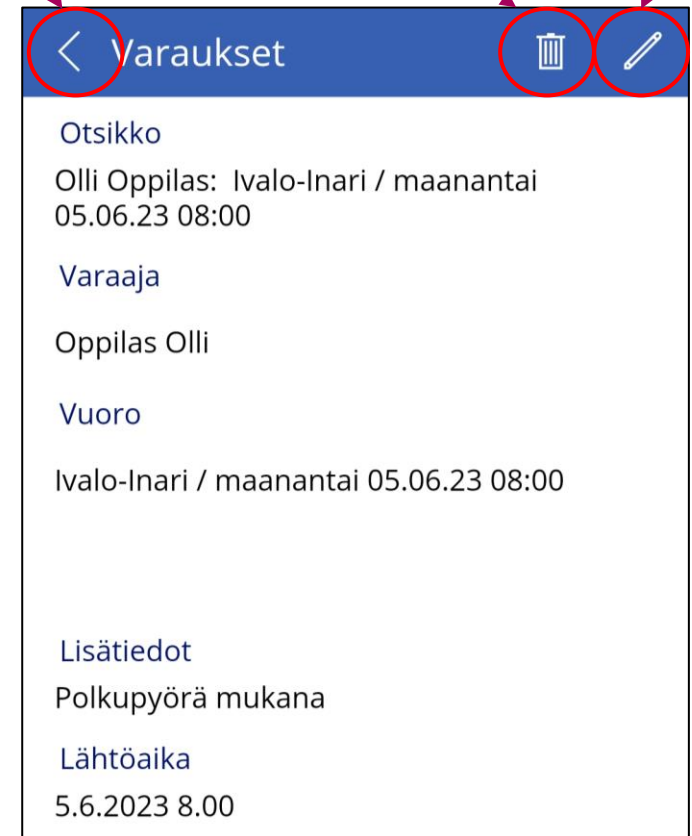 Varaukset
Otsikko
Olli Oppilas: Ivalo-Inari / maanantai
05.06.23 08:00
Varaaja
Oppilas Olli
Vuoro
Ivalo-Inari / maanantai 05.06.23 08:00
Lisätiedot
Polkupyörä mukana
Lähtöaika
5.6.2023 8.00